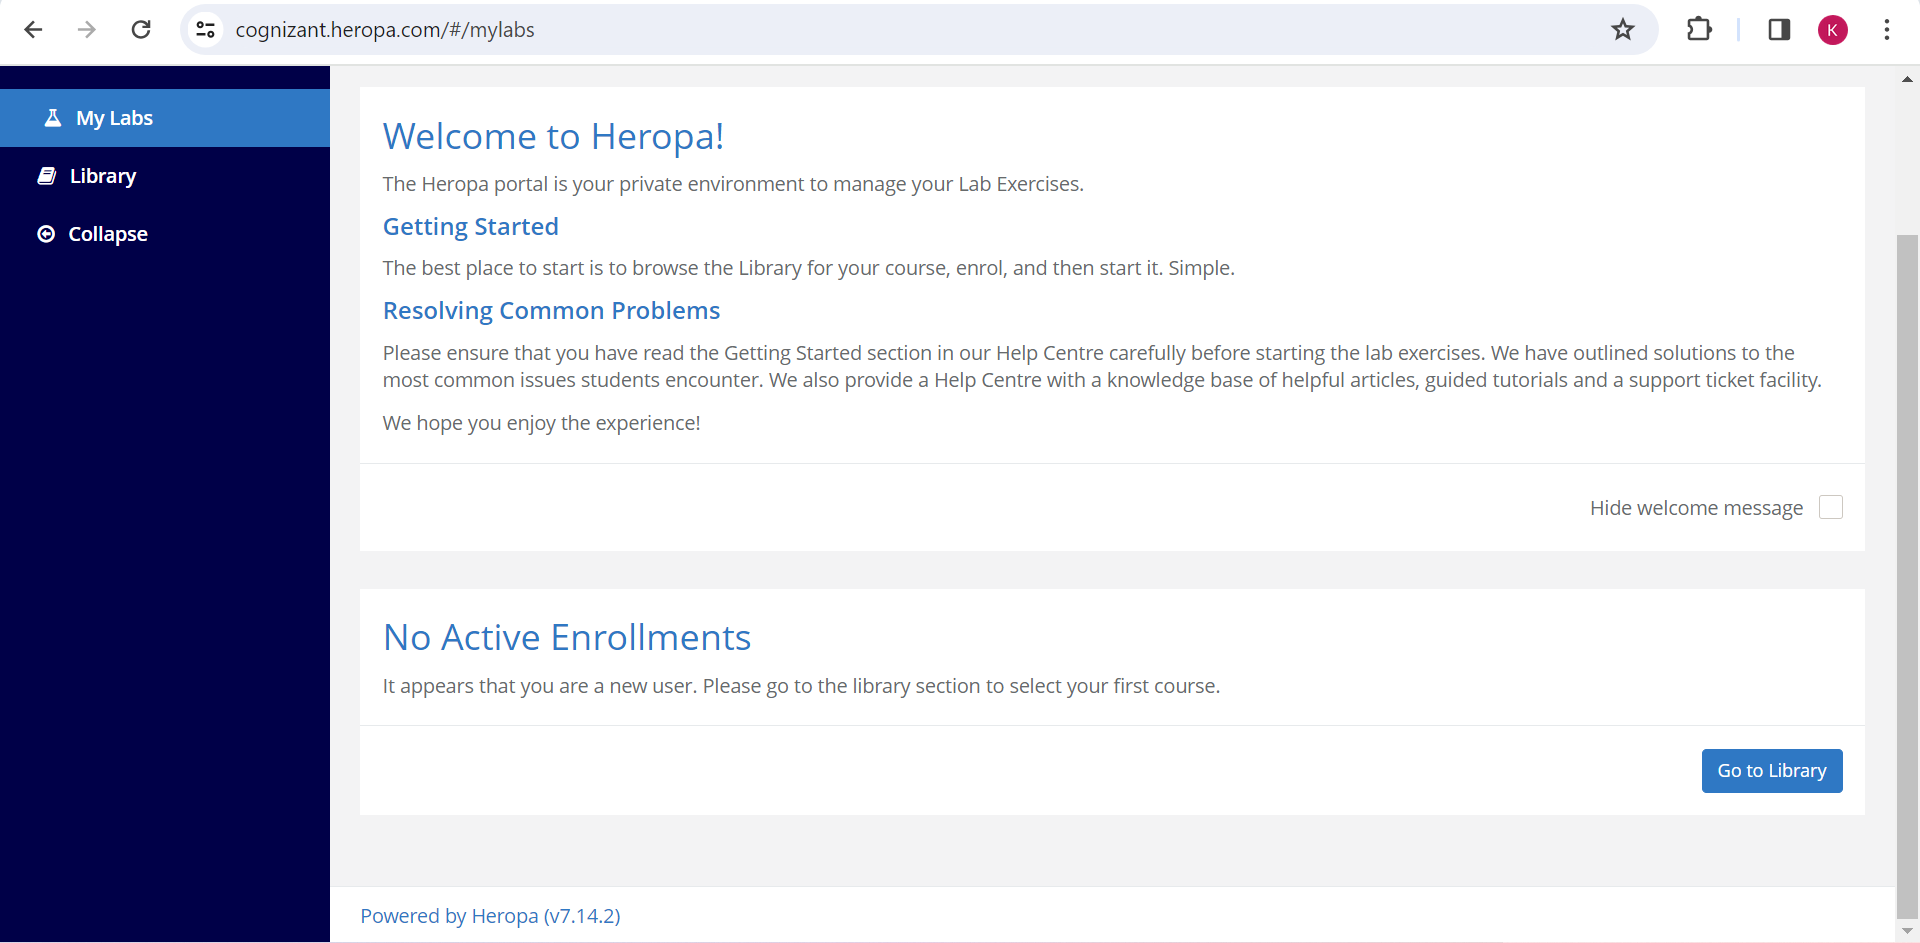 cognizant.heropa.com/#/mylabs
K
My Labs
Library
Collapse
Welcome to Heropa!
The Heropa portal is your private environment to manage your Lab Exercises.
Getting Started
The best place to start is to browse the Library for your course, enrol, and then start it. Simple.
Resolving Common Problems
Please ensure that you have read the Getting Started section in our Help Centre carefully before starting the lab exercises. We have outlined solutions to the
most common issues students encounter. We also provide a Help Centre with a knowledge base of helpful articles, guided tutorials and a support ticket facility.
We hope you enjoy the experience!
Hide welcome message
No Active Enrollments
It appears that you are a new user. Please go to the library section to select your first course.
Go to Library
Powered by Heropa (v7.14.2)